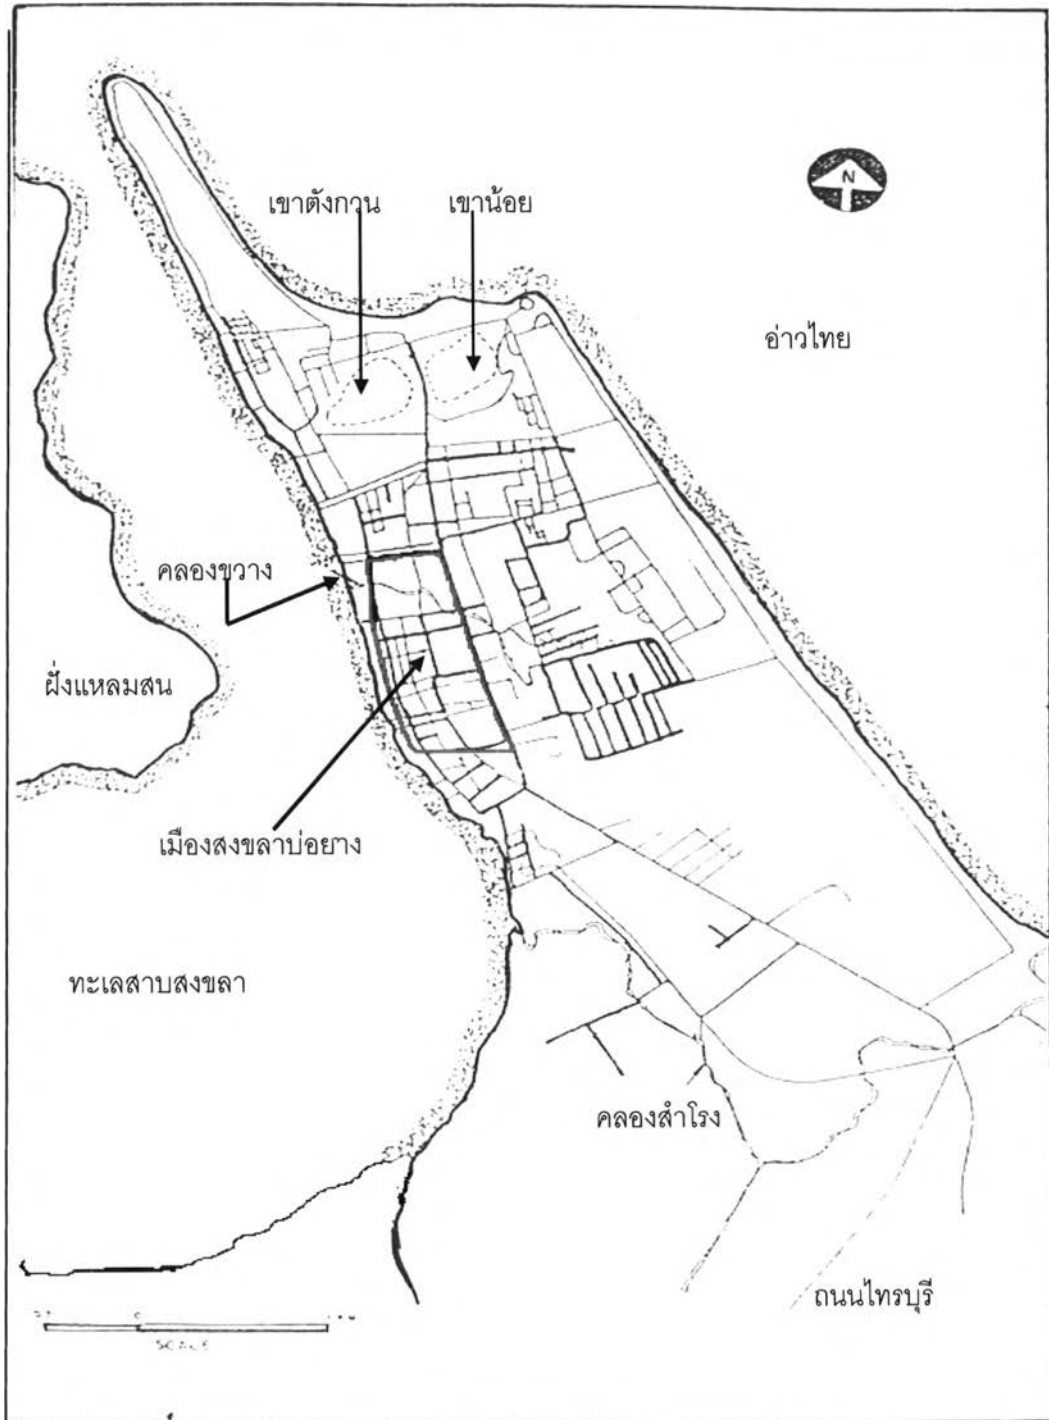 N
เขาตังกวน
เขาน้อย
อ่าวไทย
คลองขวาง
ฝั่งแหลมสน
เมืองสงขลาบ่อยาง
ทะเลสาบสงขลา
คลองสำโรง
ถนนไทรบุรี
0
SCALE